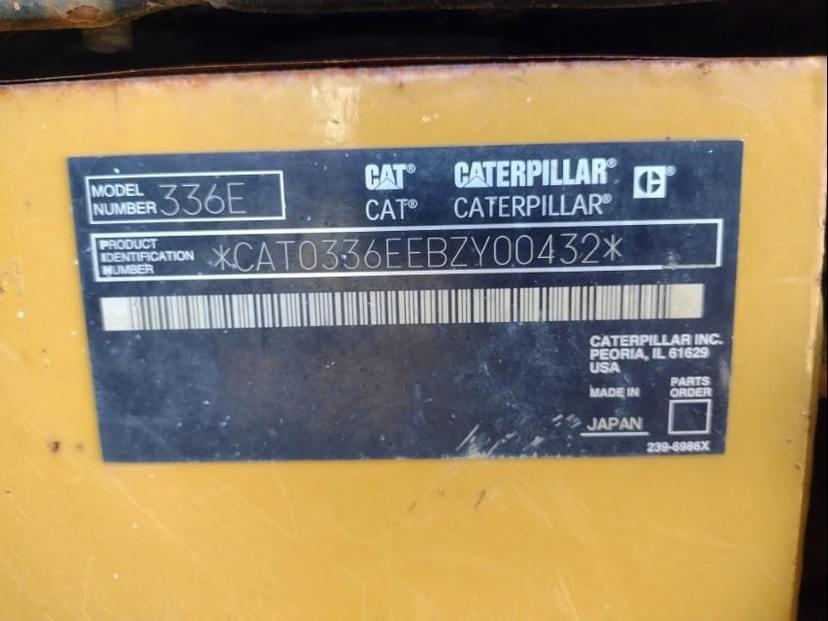 MODEL
NUMBER 336E
CAT® CATERPILLAR® C®
CAT® CATERPILLAR®
PRODUCT
IDENTIFICATION
NUMBER
*CAT0336EEBZY00432*
CATERPILLAR INC.
PEORIA, IL 61629
USA
MADE IN
JAPAN
PARTS
ORDER
239-6986X